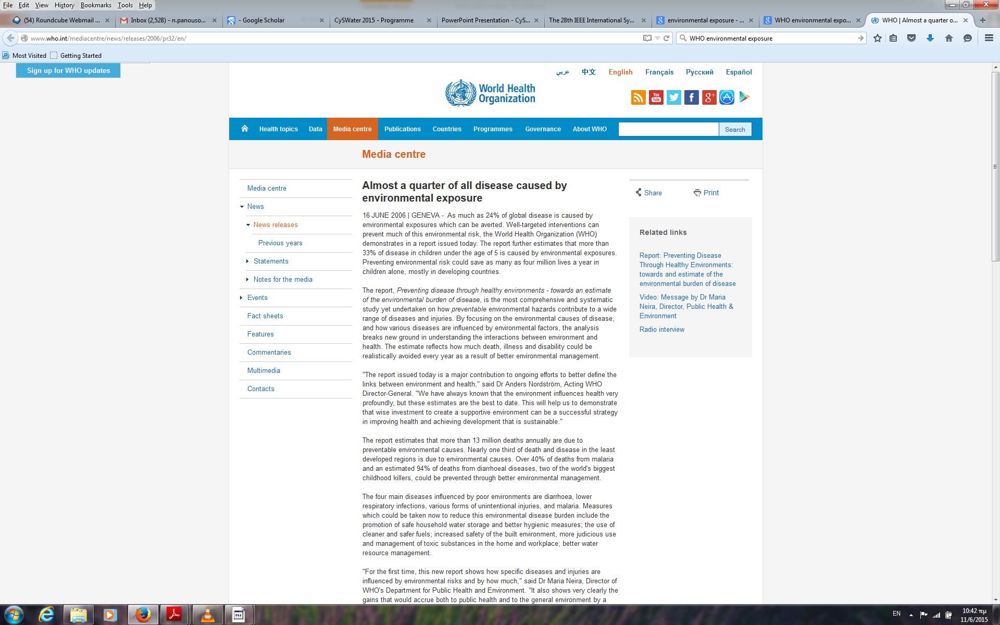 File Edit View History Bookmarks Tools Help
(54) Roundcube Webmail ...
Inbox (2,528) - n.panouso...
- Google Scholar
CySWater 2015 - Programme
PowerPoint Presentation - CyS...
The 28th IEEE International Sy...
environmental exposure - ...
WHO environmental expo...
WHO | Almost a quarter o...
www.who.int/mediacentre/news/releases/2006/pr32/en/
WHO environmental exposure
Most Visited Getting Started
Sign up for WHO updates
عربي 中文 English Français Русский Español
World Health
Organization
You
Tube
Health topics Data Media centre Publications Countries Programmes Governance About WHO Search
Media centre
Media centre
News
News releases
Previous years
Statements
Notes for the media
Events
Fact sheets
Features
Commentaries
Multimedia
Contacts
Almost a quarter of all disease caused by
environmental exposure
16 JUNE 2006 | GENEVA - As much as 24% of global disease is caused by
environmental exposures which can be averted. Well-targeted interventions can
prevent much of this environmental risk, the World Health Organization (WHO)
demonstrates in a report issued today. The report further estimates that more than
33% of disease in children under the age of 5 is caused by environmental exposures.
Preventing environmental risk could save as many as four million lives a year in
children alone, mostly in developing countries.
The report, Preventing disease through healthy environments - towards an estimate
of the environmental burden of disease, is the most comprehensive and systematic
study yet undertaken on how preventable environmental hazards contribute to a wide
range of diseases and injuries. By focusing on the environmental causes of disease,
and how various diseases are influenced by environmental factors, the analysis
breaks new ground in understanding the interactions between environment and
health. The estimate reflects how much death, illness and disability could be
realistically avoided every year as a result of better environmental management.
"The report issued today is a major contribution to ongoing efforts to better define the
links between environment and health," said Dr Anders Nordström, Acting WHO
Director-General. "We have always known that the environment influences health very
profoundly, but these estimates are the best to date. This will help us to demonstrate
that wise investment to create a supportive environment can be a successful strategy
in improving health and achieving development that is sustainable."
The report estimates that more than 13 million deaths annually are due to
preventable environmental causes. Nearly one third of death and disease in the least
developed regions is due to environmental causes. Over 40% of deaths from malaria
and an estimated 94% of deaths from diarrhoeal diseases, two of the world's biggest
childhood killers, could be prevented through better environmental management.
The four main diseases influenced by poor environments are diarrhoea, lower
respiratory infections, various forms of unintentional injuries, and malaria. Measures
which could be taken now to reduce this environmental disease burden include the
promotion of safe household water storage and better hygienic measures; the use of
cleaner and safer fuels; increased safety of the built environment, more judicious use
and management of toxic substances in the home and workplace; better water
resource management.
"For the first time, this new report shows how specific diseases and injuries are
influenced by environmental risks and by how much," said Dr Maria Neira, Director of
WHO's Department for Public Health and Environment. "It also shows very clearly the
gains that would accrue both to public health and to the general environment by a
Share Print
Related links
Report: Preventing Disease
Through Healthy Environments:
towards and estimate of the
environmental burden of disease
Video: Message by Dr Maria
Neira, Director, Public Health &
Environment
Radio interview
EN
10:42 πμ
11/6/2015